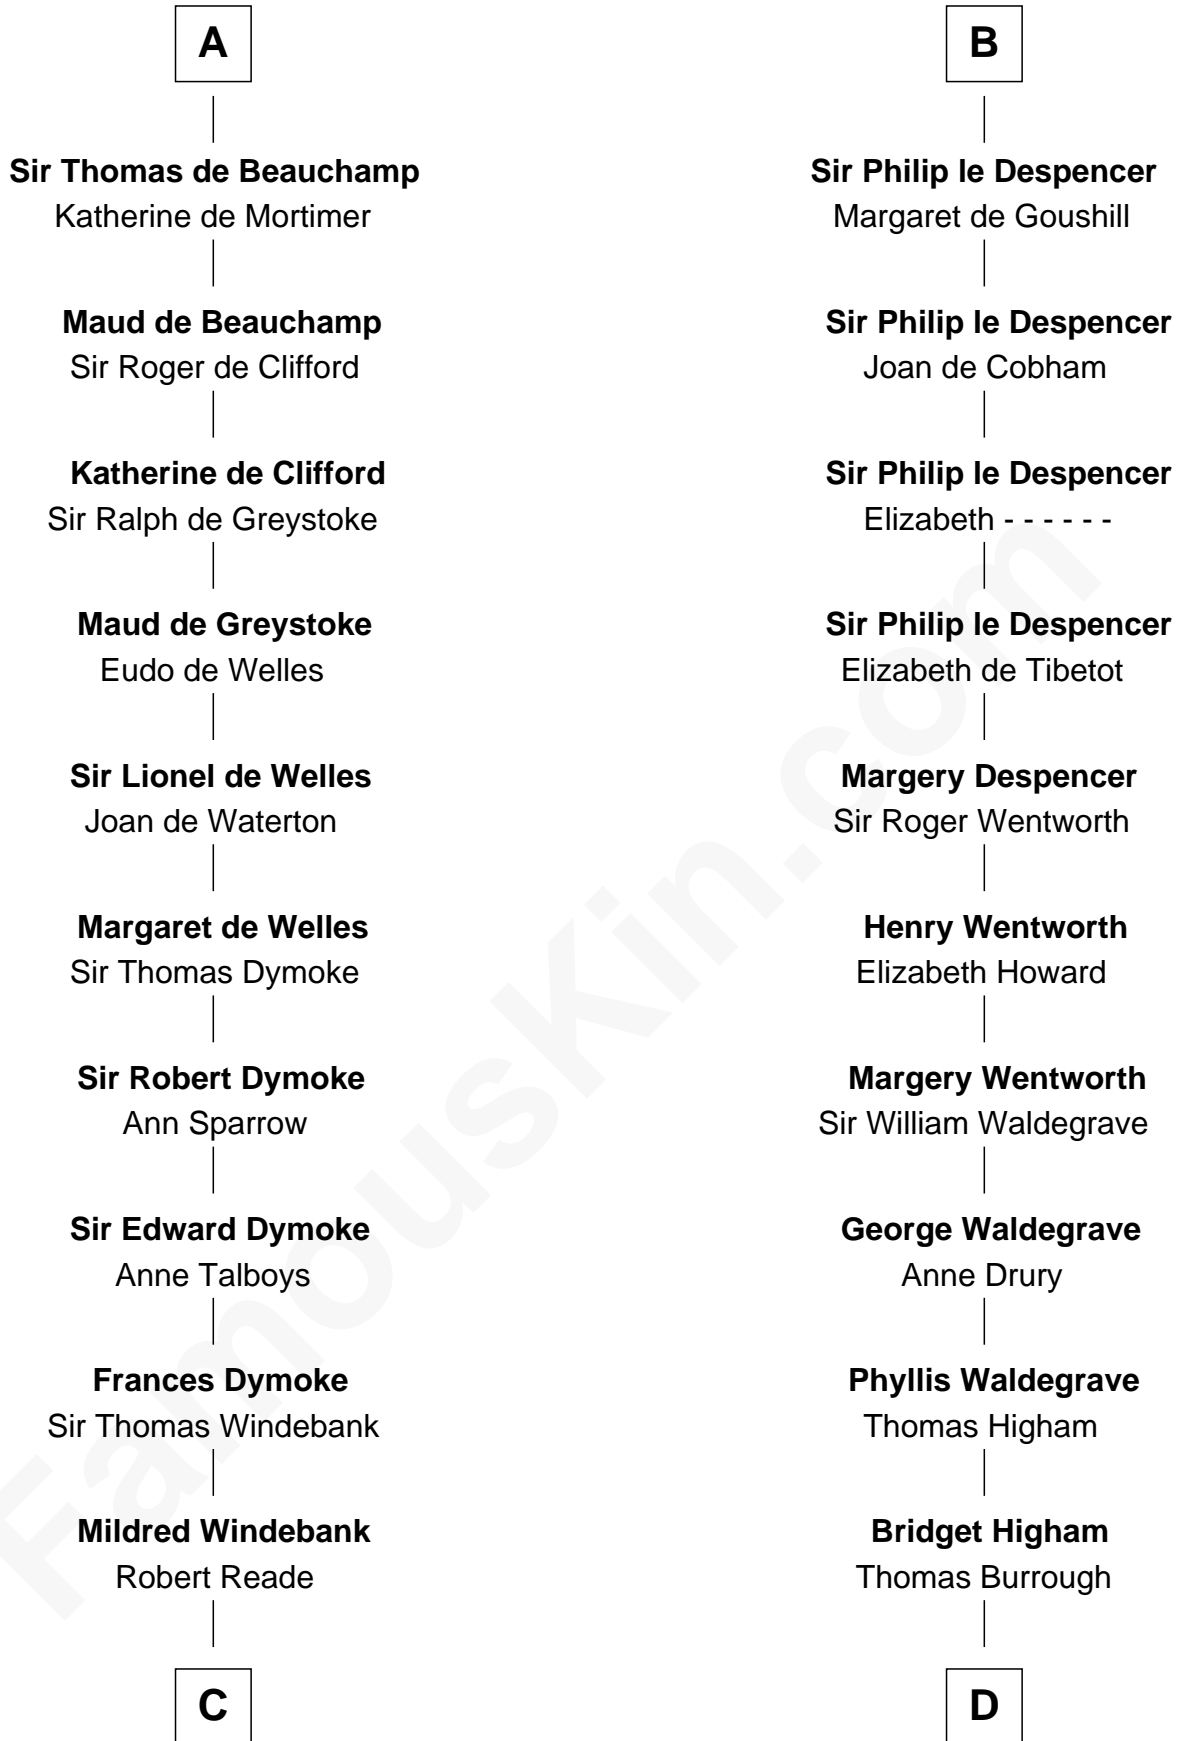 A
Sir Thomas de Beauchamp
Katherine de Mortimer
Maud de Beauchamp
Sir Roger de Clifford
Katherine de Clifford
Sir Ralph de Greystoke
Maud de Greystoke
Eudo de Welles
Sir Lionel de Welles
Joan de Waterton
Margaret de Welles
Sir Thomas Dymoke
Sir Robert Dymoke
Ann Sparrow
Sir Edward Dymoke
Anne Talboys
Frances Dymoke
Sir Thomas Windebank
Mildred Windebank
Robert Reade
C
B
Sir Philip le Despencer
Margaret de Goushill
Sir Philip le Despencer
Joan de Cobham
Sir Philip le Despencer
Elizabeth - - - - - -
Sir Philip le Despencer
Elizabeth de Tibetot
Margery Despencer
Sir Roger Wentworth
Henry Wentworth
Elizabeth Howard
Margery Wentworth
Sir William Waldegrave
George Waldegrave
Anne Drury
Phyllis Waldegrave
Thomas Higham
Bridget Higham
Thomas Burrough
D
FamousKin.com